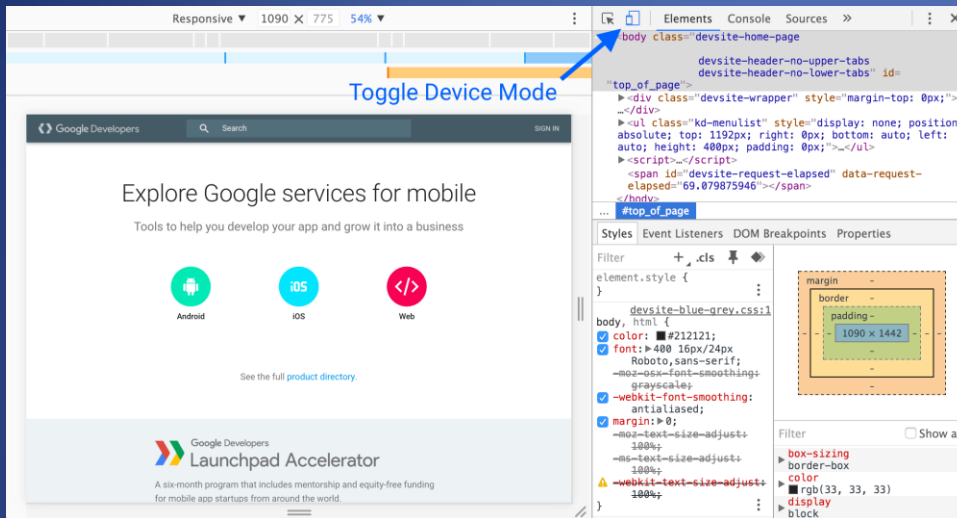 Responsive ▼ 1090 × 775 54% ▼
Toggle Device Mode
Google Developers
Search
SIGN IN
Explore Google services for mobile
Tools to help you develop your app and grow it into a business
iOS
</>
Android
iOS
Web
See the full product directory.
Google Developers
Launchpad Accelerator
A six-month program that includes mentorship and equity-free funding
for mobile app startups from around the world.
Elements Console Sources »
<body class="devsite-home-page
devsite-header-no-upper-tabs
devsite-header-no-lower-tabs" id=
"top_of_page">
▶<div class="devsite-wrapper" style="margin-top: 0px;">
…</div>
▶<ul class="kd-menulist" style="display: none; position
absolute; top: 1192px; right: 0px; bottom: auto; left:
auto; height: 400px; padding: 0px;">…</ul>
▶<script>…</script>
<span id="devsite-request-elapsed" data-request-
elapsed="69.079875946"></span>
</body>
... #top_of_page
Styles Event Listeners DOM Breakpoints Properties
Filter + .cls
element.style {
}
devsite-blue-grey.css:1
body, html {
color: #212121;
font:▶400 16px/24px
Roboto,sans-serif;
-moz-osx-font-smoothing:
grayscale;
-webkit-font-smoothing:
antialiased;
margin:▶0;
-moz-text-size-adjust:
100%;
-ms-text-size-adjust:
100%;
-webkit-text-size-adjust:
100%;
}
margin -
border -
padding -
- - - 1090 × 1442 - - -
-
-
-
Filter Show a
▶ box-sizing
border-box
▶ color
rgb(33, 33, 33)
▶ display
block